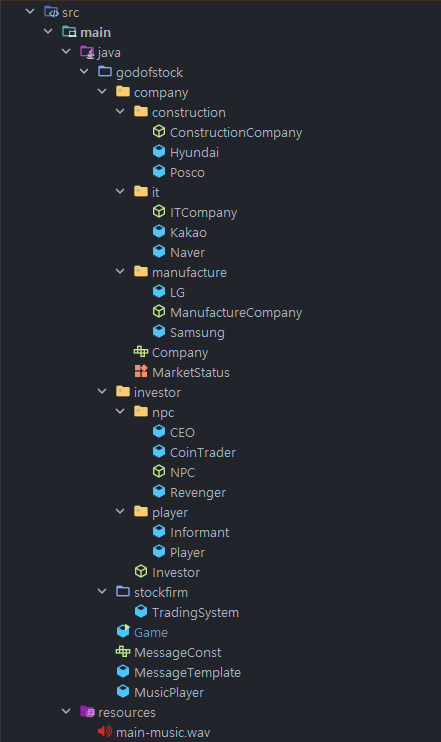 src
main
java
godofstock
company
construction
ConstructionCompany
Hyundai
Posco
it
ITCompany
Kakao
Naver
manufacture
LG
ManufactureCompany
Samsung
Company
MarketStatus
investor
npc
CEO
CoinTrader
NPC
Revenger
player
Informant
Player
Investor
stockfirm
TradingSystem
Game
MessageConst
MessageTemplate
MusicPlayer
resources
main-music.wav